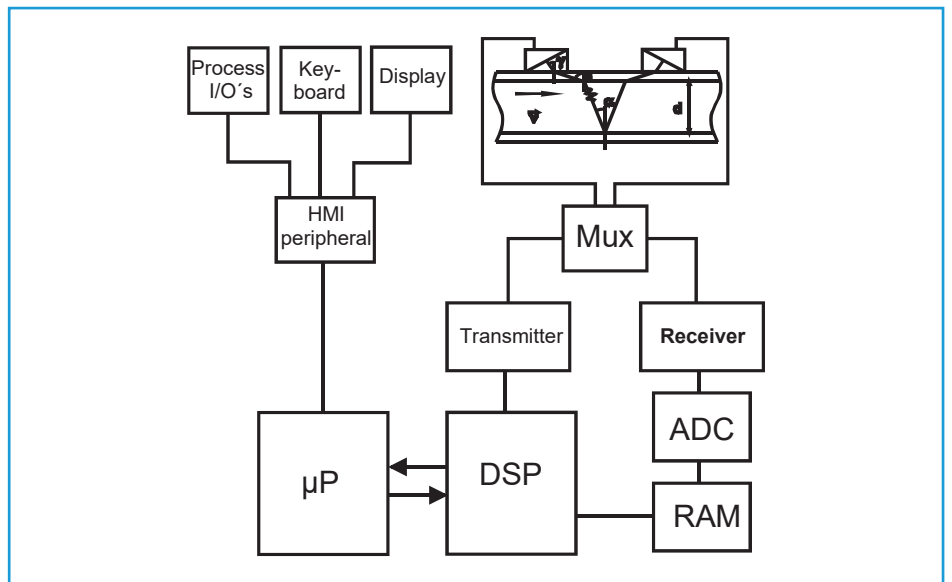 Process
I/O´s
Key-
board
Display
HMI
peripheral
Mux
Transmitter
Receiver
ADC
µP
DSP
RAM